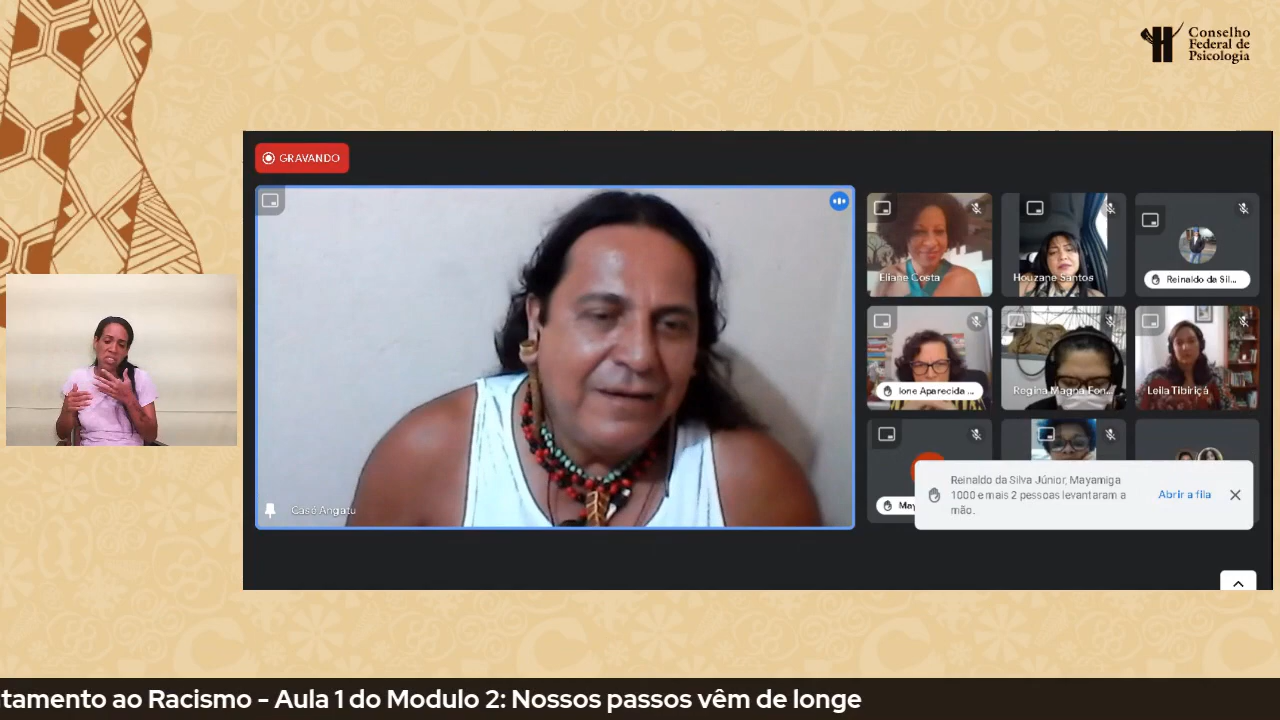 Conselho
Federal de
Psicologia
GRAVANDO
Eliane Costa
Houzane Santos
Reinaldo da Sil...
Ione Aparecida ...
Regina Magna Fon...
Leila Tibiriçá
May
Reinaldo da Silva Júnior, Mayamiga
1000 e mais 2 pessoas levantaram a
mão.
Abrir a fila
Casé Angatu
tamento ao Racismo - Aula 1 do Modulo 2: Nossos passos vêm de longe